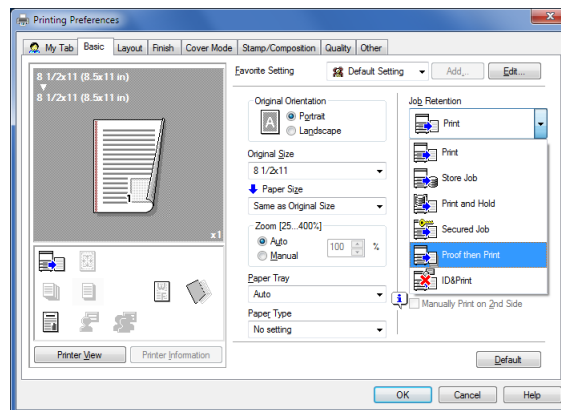 Printing Preferences
My Tab Basic Layout Finish Cover Mode Stamp/Composition Quality Other
8 1/2x11 (8.5x11 in)
8 1/2x11 (8.5x11 in)
1
x1
Printer View Printer Information
Favorite Setting Default Setting Add... Edit...
Original Orientation
A
Portrait
Landscape
Original Size
8 1/2x11
Paper Size
Same as Original Size
Zoom [25...400%]
Auto
Manual
100 %
Paper Tray
Auto
Paper Type
No setting
Job Retention
Print
Print
Store Job
Print and Hold
Secured Job
Proof then Print
ID&Print
Manually Print on 2nd Side
Default
OK Cancel Help